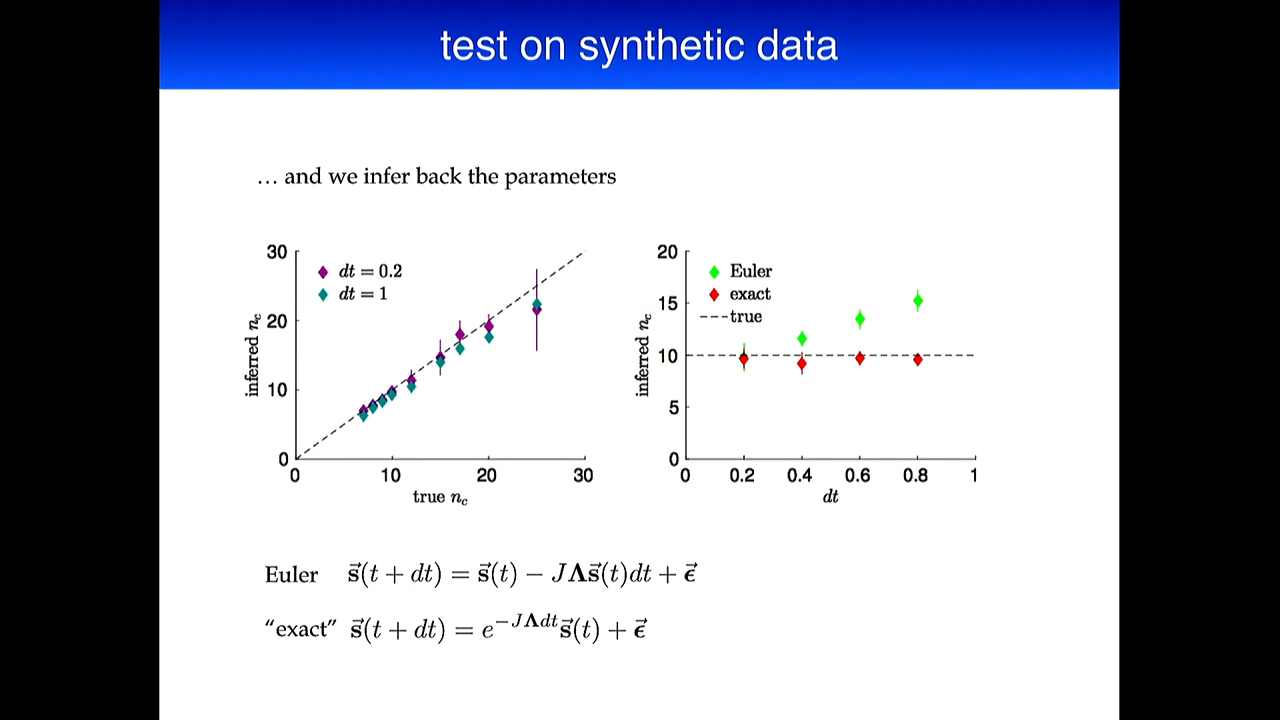 test on synthetic data
… and we infer back the parameters
30
20
10
0
0
10
20
30
inferred n_c
true n_c
dt = 0.2
dt = 1
20
15
10
5
0
0
0.2
0.4
0.6
0.8
1
inferred n_c
dt
Euler
exact
true
Euler s⃗(t + dt) = s⃗(t) − JΛs⃗(t)dt + ϵ⃗
“exact” s⃗(t + dt) = e^{−JΛdt}s⃗(t) + ϵ⃗